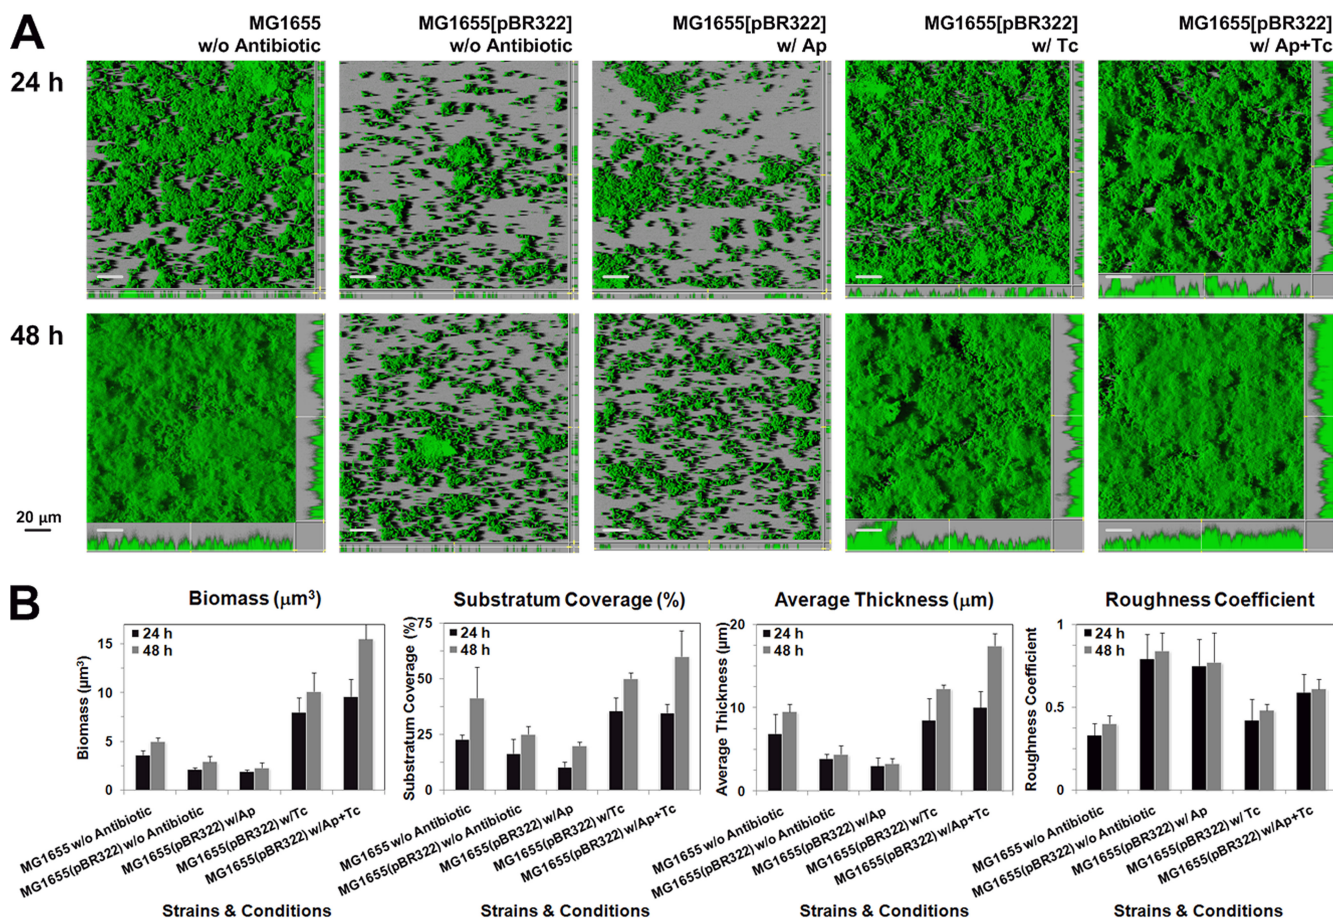 A
MG1655
w/o Antibiotic
MG1655[pBR322]
w/o Antibiotic
MG1655[pBR322]
w/ Ap
MG1655[pBR322]
w/ Tc
MG1655[pBR322]
w/ Ap+Tc
24 h
48 h
20 μm
B
Biomass (μm³)
Biomass (μm³)
15
10
5
0
24 h
48 h
MG1655 w/o Antibiotic
MG1655(pBR322) w/o Antibiotic
MG1655(pBR322) w/Ap
MG1655(pBR322) w/Tc
MG1655(pBR322) w/Ap+Tc
Strains & Conditions
Substratum Coverage (%)
Substratum Coverage (%)
75
50
25
0
24 h
48 h
MG1655 w/o Antibiotic
MG1655(pBR322) w/o Antibiotic
MG1655(pBR322) w/Ap
MG1655(pBR322) w/Tc
MG1655(pBR322) w/Ap+Tc
Strains & Conditions
Average Thickness (μm)
Average Thickness (μm)
20
10
0
24 h
48 h
MG1655 w/o Antibiotic
MG1655(pBR322) w/o Antibiotic
MG1655(pBR322) w/Ap
MG1655(pBR322) w/Tc
MG1655(pBR322) w/Ap+Tc
Strains & Conditions
Roughness Coefficient
Roughness Coefficient
1
0.5
0
24 h
48 h
MG1655 w/o Antibiotic
MG1655(pBR322) w/o Antibiotic
MG1655(pBR322) w/Ap
MG1655(pBR322) w/Tc
MG1655(pBR322) w/Ap+Tc
Strains & Conditions